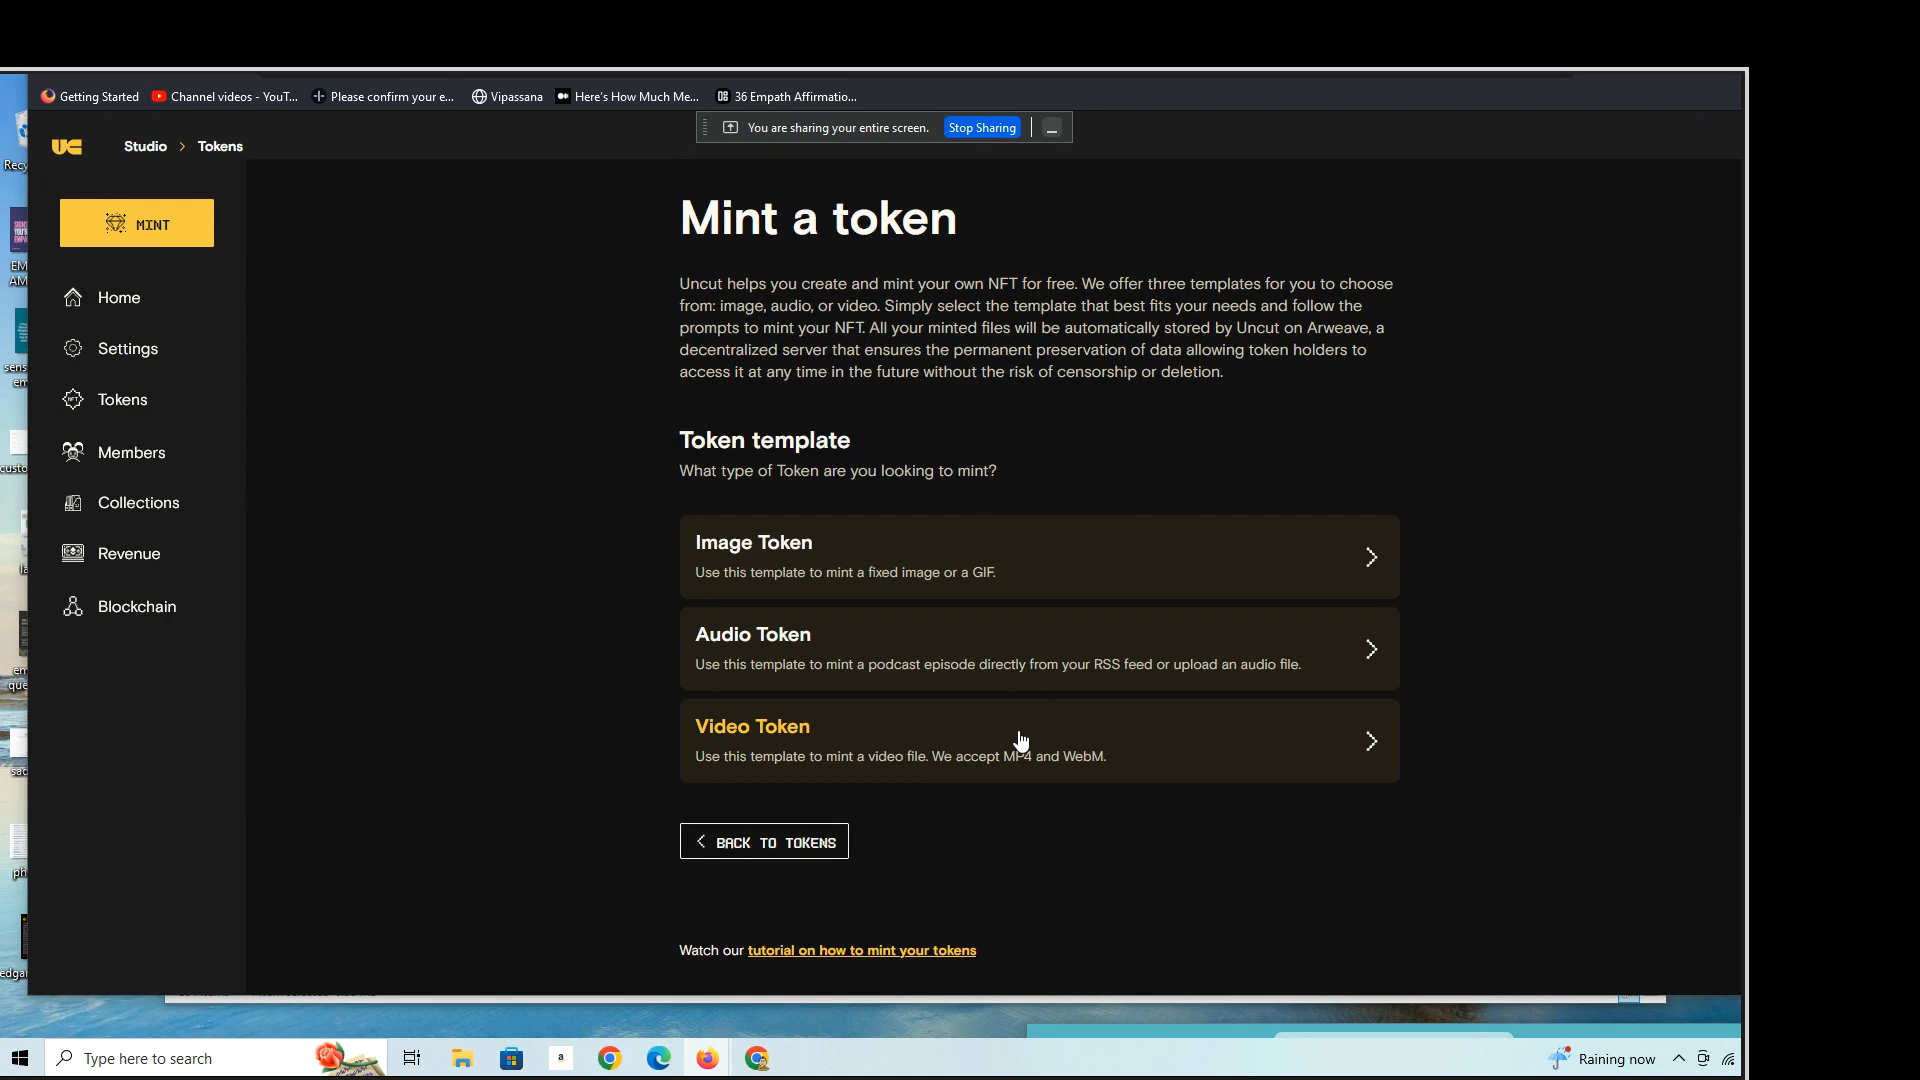 Getting Started
Channel videos - YouT...
Please confirm your e...
Vipassana
Here's How Much Me...
36 Empath Affirmatio...
You are sharing your entire screen.
Stop Sharing
UC
Studio > Tokens
MINT
Home
Settings
Tokens
Members
Collections
Revenue
Blockchain
Mint a token
Uncut helps you create and mint your own NFT for free. We offer three templates for you to choose
from: image, audio, or video. Simply select the template that best fits your needs and follow the
prompts to mint your NFT. All your minted files will be automatically stored by Uncut on Arweave, a
decentralized server that ensures the permanent preservation of data allowing token holders to
access it at any time in the future without the risk of censorship or deletion.
Token template
What type of Token are you looking to mint?
Image Token
Use this template to mint a fixed image or a GIF.
Audio Token
Use this template to mint a podcast episode directly from your RSS feed or upload an audio file.
Video Token
Use this template to mint a video file. We accept MP4 and WebM.
BACK TO TOKENS
Watch our tutorial on how to mint your tokens
Type here to search
a
Raining now